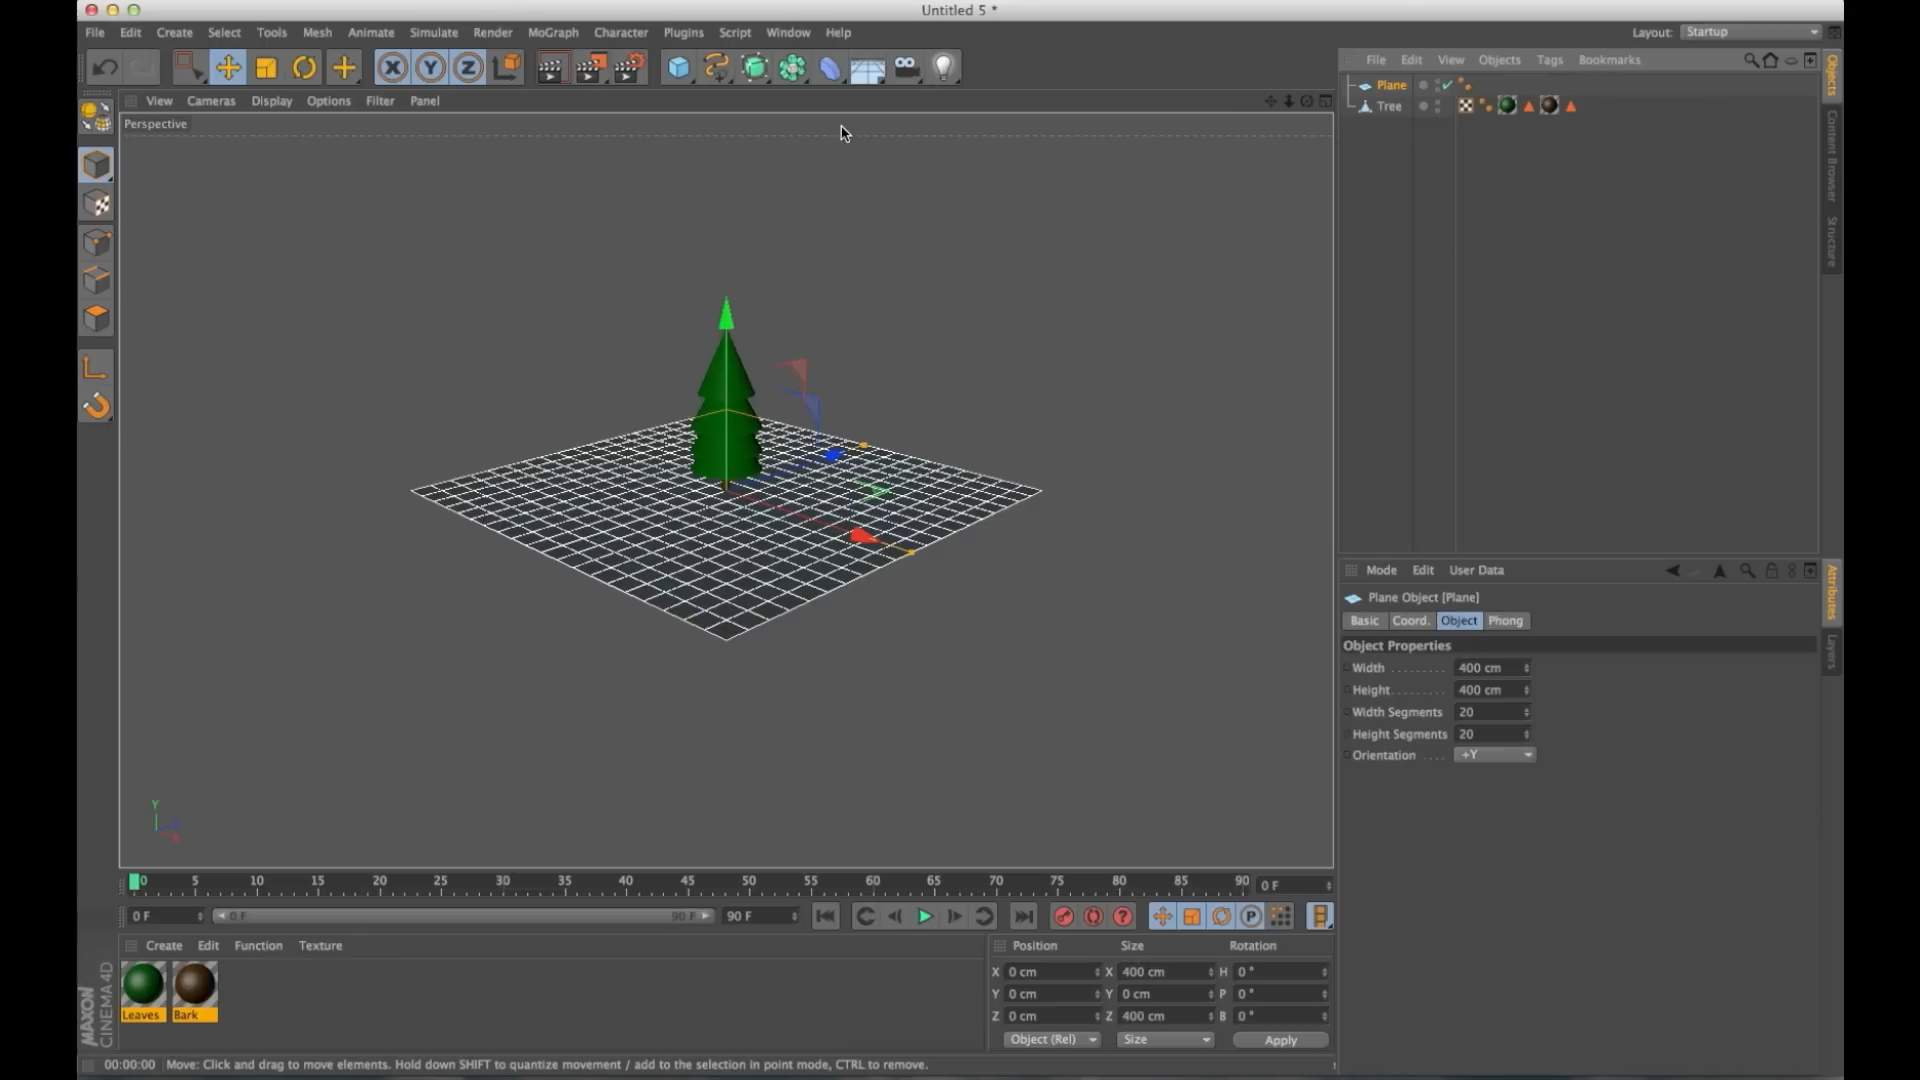 Untitled 5 *
File Edit Create Select Tools Mesh Animate Simulate Render MoGraph Character Plugins Script Window Help
Layout: Startup
X Y Z
File Edit View Objects Tags Bookmarks
Plane
Tree
Objects
Content Browser
Structure
View Cameras Display Options Filter Panel
Perspective
Y
Mode Edit User Data
Plane Object [Plane]
Basic Coord. Object Phong
Object Properties
Width 400 cm
Height 400 cm
Width Segments 20
Height Segments 20
Orientation +Y
Attributes
Layers
0 5 10 15 20 25 30 35 40 45 50 55 60 65 70 75 80 85 90 0 F
0 F 0 F 90 F 90 F ? P
Create Edit Function Texture
Leaves Bark
Position Size Rotation
X 0 cm X 400 cm H 0 °
Y 0 cm Y 0 cm P 0 °
Z 0 cm Z 400 cm B 0 °
Object (Rel) Size Apply
MAXON
CINEMA 4D
00:00:00 Move: Click and drag to move elements. Hold down SHIFT to quantize movement / add to the selection in point mode, CTRL to remove.